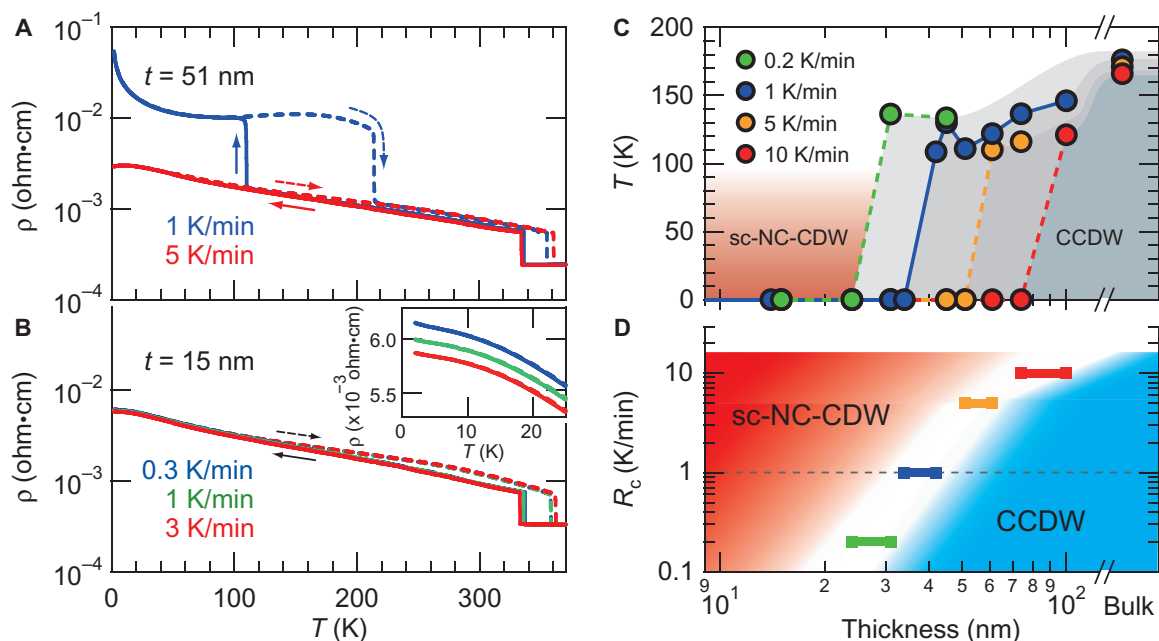 A
t = 51 nm
1 K/min
5 K/min
ρ (ohm•cm)
10⁻¹
10⁻²
10⁻³
10⁻⁴
B
t = 15 nm
0.3 K/min
1 K/min
3 K/min
ρ (ohm•cm)
10⁻²
10⁻³
10⁻⁴
0 100 200 300
T (K)
ρ (x 10⁻³ ohm•cm)
6.0
5.5
0 10 20
T (K)
C
0.2 K/min
1 K/min
5 K/min
10 K/min
sc-NC-CDW
CCDW
T (K)
200
150
100
50
0
D
sc-NC-CDW
CCDW
R_c (K/min)
10
1
0.1
9 10¹ 2 3 4 5 6 7 8 9 10² Bulk
Thickness (nm)